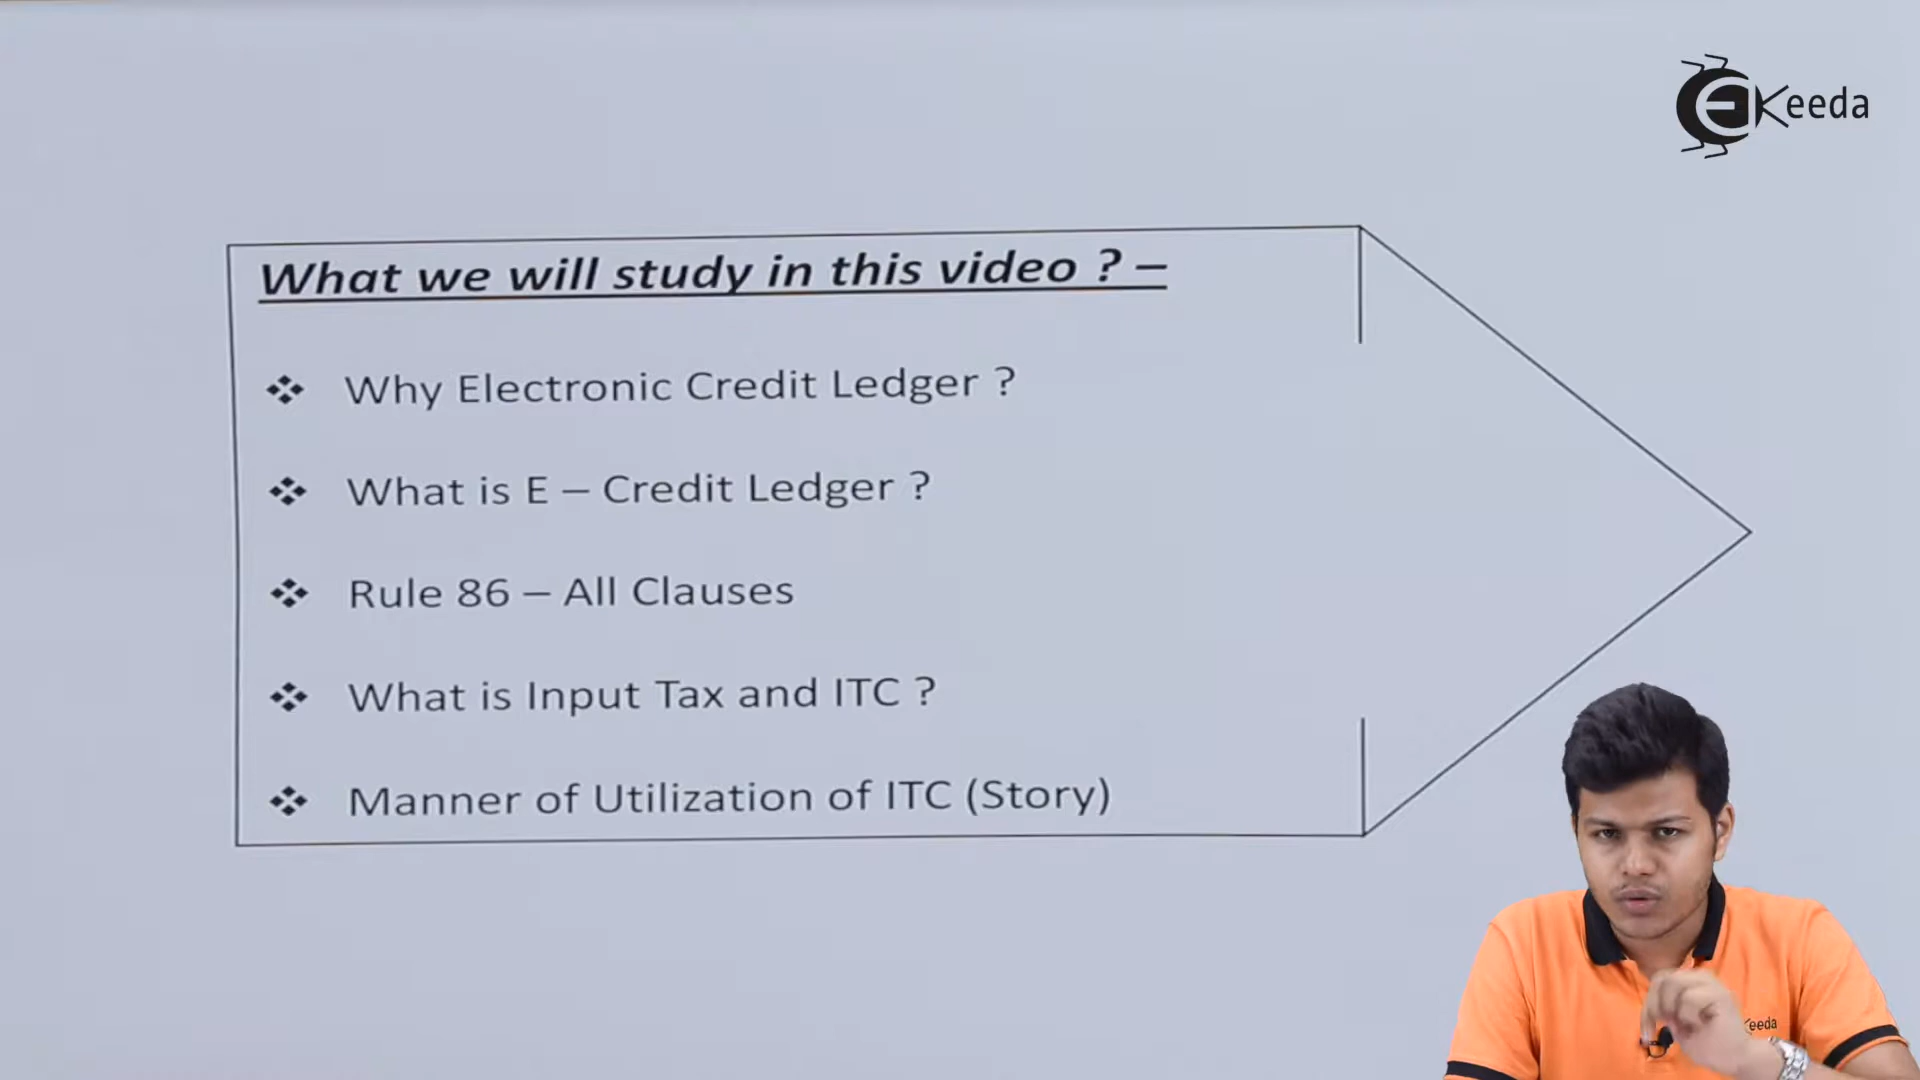 EKeeda
What we will study in this video ? –
❖ Why Electronic Credit Ledger ?
❖ What is E – Credit Ledger ?
❖ Rule 86 – All Clauses
❖ What is Input Tax and ITC ?
❖ Manner of Utilization of ITC (Story)
Keeda